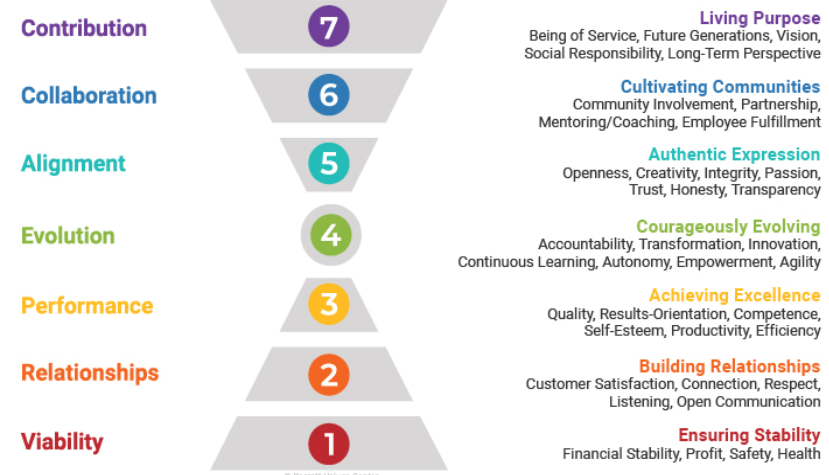 Contribution
7
Living Purpose
Being of Service, Future Generations, Vision,
Social Responsibility, Long-Term Perspective
Collaboration
6
Cultivating Communities
Community Involvement, Partnership,
Mentoring/Coaching, Employee Fulfillment
Alignment
5
Authentic Expression
Openness, Creativity, Integrity, Passion,
Trust, Honesty, Transparency
Evolution
4
Courageously Evolving
Accountability, Transformation, Innovation,
Continuous Learning, Autonomy, Empowerment, Agility
Performance
3
Achieving Excellence
Quality, Results-Orientation, Competence,
Self-Esteem, Productivity, Efficiency
Relationships
2
Building Relationships
Customer Satisfaction, Connection, Respect,
Listening, Open Communication
Viability
1
Ensuring Stability
Financial Stability, Profit, Safety, Health